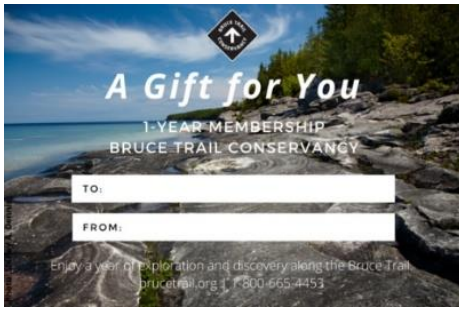 BRUCE TRAIL
CONSERVANCY
A Gift for You
1-YEAR MEMBERSHIP
BRUCE TRAIL CONSERVANCY
TO:
FROM:
Enjoy a year of exploration and discovery along the Bruce Trail.
brucetrail.org | 1-800-665-4453